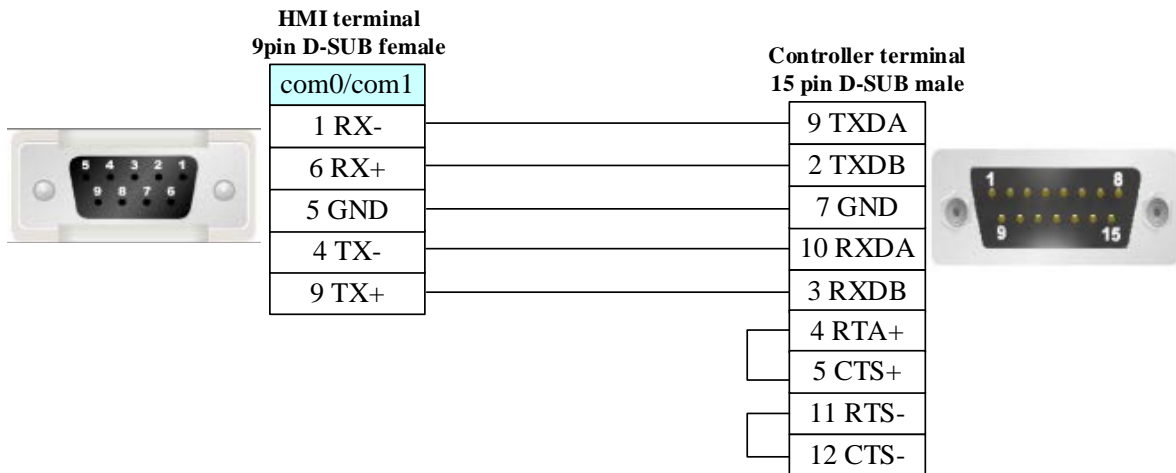 HMI terminal
9pin D-SUB female
com0/com1
1 RX-
6 RX+
5 GND
4 TX-
9 TX+
5 4 3 2 1
9 8 7 6
Controller terminal
15 pin D-SUB male
9 TXDA
2 TXDB
7 GND
10 RXDA
3 RXDB
4 RTA+
5 CTS+
11 RTS-
12 CTS-
1 8
9 15